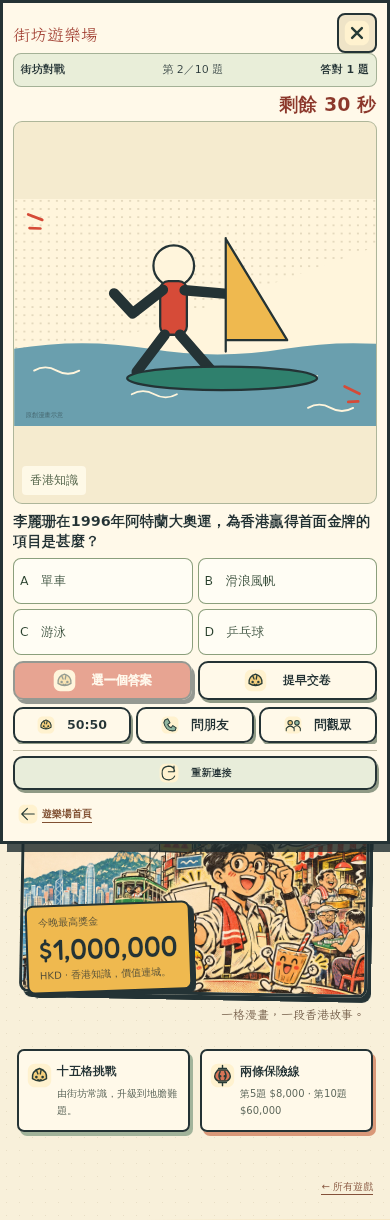 街坊遊樂場
街坊對戰 第 2／10 題 答對 1 題
剩餘 30 秒
香港知識
李麗珊在1996年阿特蘭大奧運，為香港贏得首面金牌的
項目是甚麼？
A 單車
B 滑浪風帆
C 游泳
D 乒乓球
選一個答案
提早交卷
50:50
問朋友
問觀眾
重新連接
← 遊樂場首頁
今晚最高獎金
$1,000,000
HKD · 香港知識，價值連城。
一格漫畫，一段香港故事。
十五格挑戰
由街坊常識，升級到地膽難
題。
兩條保險線
第5題 $8,000 · 第10題
$60,000
← 所有遊戲